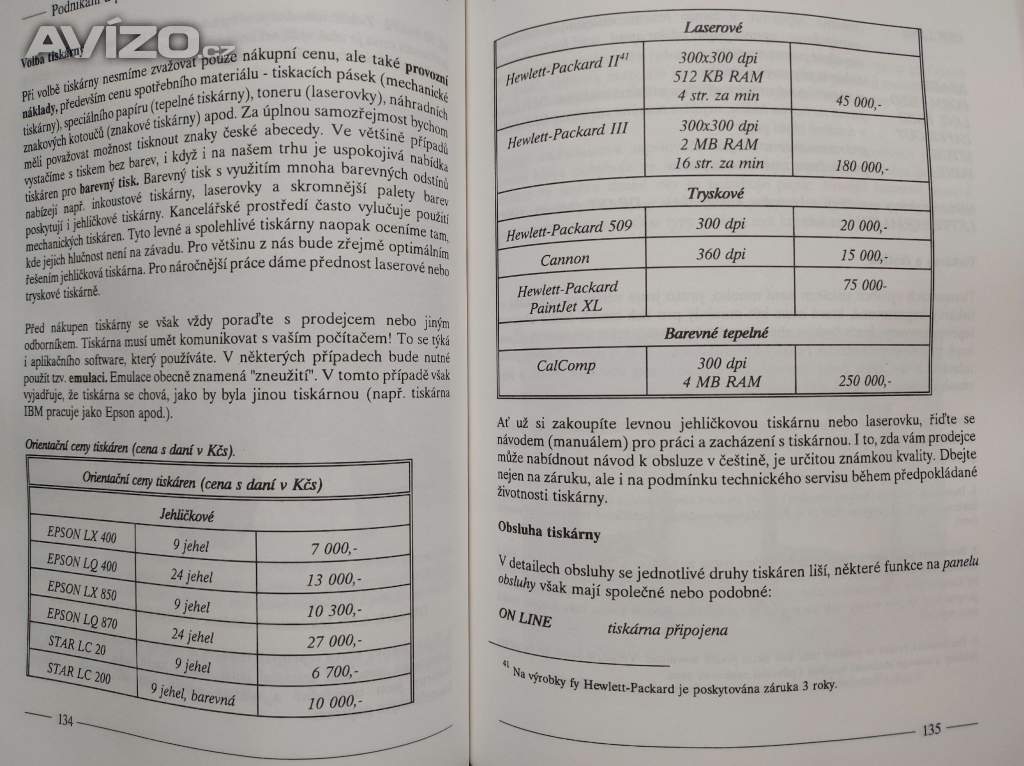 Podnikání
Avízo.cz
Volba tiskárny
Při volbě tiskárny nesmíme zvažovat pouze nákupní cenu, ale také provozní
náklady, především cenu spotřebního materiálu - tiskacích pásek (mechanické
tiskárny), speciálního papíru (tepelné tiskárny), toneru (laserovky), náhradních
znakových kotoučů (znakové tiskárny) apod. Za úplnou samozřejmost bychom
měli považovat možnost tisknout znaky české abecedy. Ve většině případů
vystačíme s tiskem bez barev, i když i na našem trhu je uspokojivá nabídka
tiskáren pro barevný tisk. Barevný tisk s využitím mnoha barevných odstínů
nabízejí např. inkoustové tiskárny, laserovky a skromnější palety barev
poskytují i jehličkové tiskárny. Kancelářské prostředí často vylučuje použití
mechanických tiskáren. Tyto levné a spolehlivé tiskárny naopak oceníme tam,
kde jejich hlučnost není na závadu. Pro většinu z nás bude zřejmě optimálním
řešením jehličková tiskárna. Pro náročnější práce dáme přednost laserové nebo
tryskové tiskárně.
Před nákupen tiskárny se však vždy poraďte s prodejcem nebo jiným
odborníkem. Tiskárna musí umět komunikovat s vaším počítačem! To se týká
i aplikačního software, který používáte. V některých případech bude nutné
použít tzv. emulaci. Emulace obecně znamená "zneužití". V tomto případě však
vyjadřuje, že tiskárna se chová, jako by byla jinou tiskárnou (např. tiskárna
IBM pracuje jako Epson apod.).
Orientační ceny tiskáren (cena s daní v Kčs).
Orientační ceny tiskáren (cena s daní v Kčs)
Jehličkové
EPSON LX 400 9 jehel 7 000,-
EPSON LQ 400 24 jehel 13 000,-
EPSON LX 850 9 jehel 10 300,-
EPSON LQ 870 24 jehel 27 000,-
STAR LC 20 9 jehel 6 700,-
STAR LC 200 9 jehel, barevná 10 000,-
134
Laserové
Hewlett-Packard II41) 300x300 dpi
512 KB RAM
4 str. za min 45 000,-
Hewlett-Packard III 300x300 dpi
2 MB RAM
16 str. za min 180 000,-
Tryskové
Hewlett-Packard 509 300 dpi 20 000,-
Cannon 360 dpi 15 000,-
Hewlett-Packard 75 000-
PaintJet XL
Barevné tepelné
CalComp 300 dpi
4 MB RAM 250 000,-
Ať už si zakoupíte levnou jehličkovou tiskárnu nebo laserovku, řiďte se
návodem (manuálem) pro práci a zacházení s tiskárnou. I to, zda vám prodejce
může nabídnout návod k obsluze v češtině, je určitou známkou kvality. Dbejte
nejen na záruku, ale i na podmínku technického servisu během předpokládané
životnosti tiskárny.
Obsluha tiskárny
V detailech obsluhy se jednotlivé druhy tiskáren liší, některé funkce na panelu
obsluhy však mají společné nebo podobné:
ON LINE tiskárna připojena
41 Na výrobky fy Hewlett-Packard je poskytována záruka 3 roky.
135